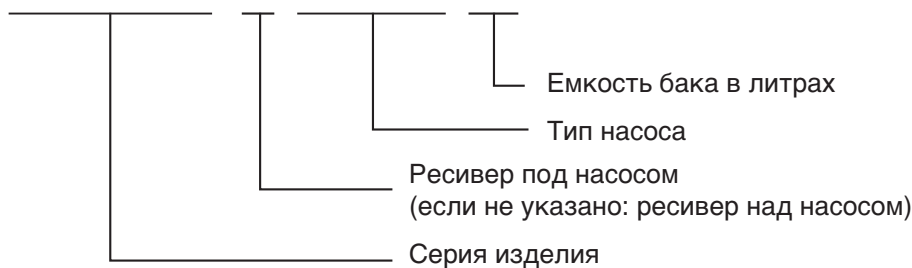 Емкость бака в литрах
Тип насоса
Ресивер под насосом
(если не указано: ресивер над насосом)
Серия изделия